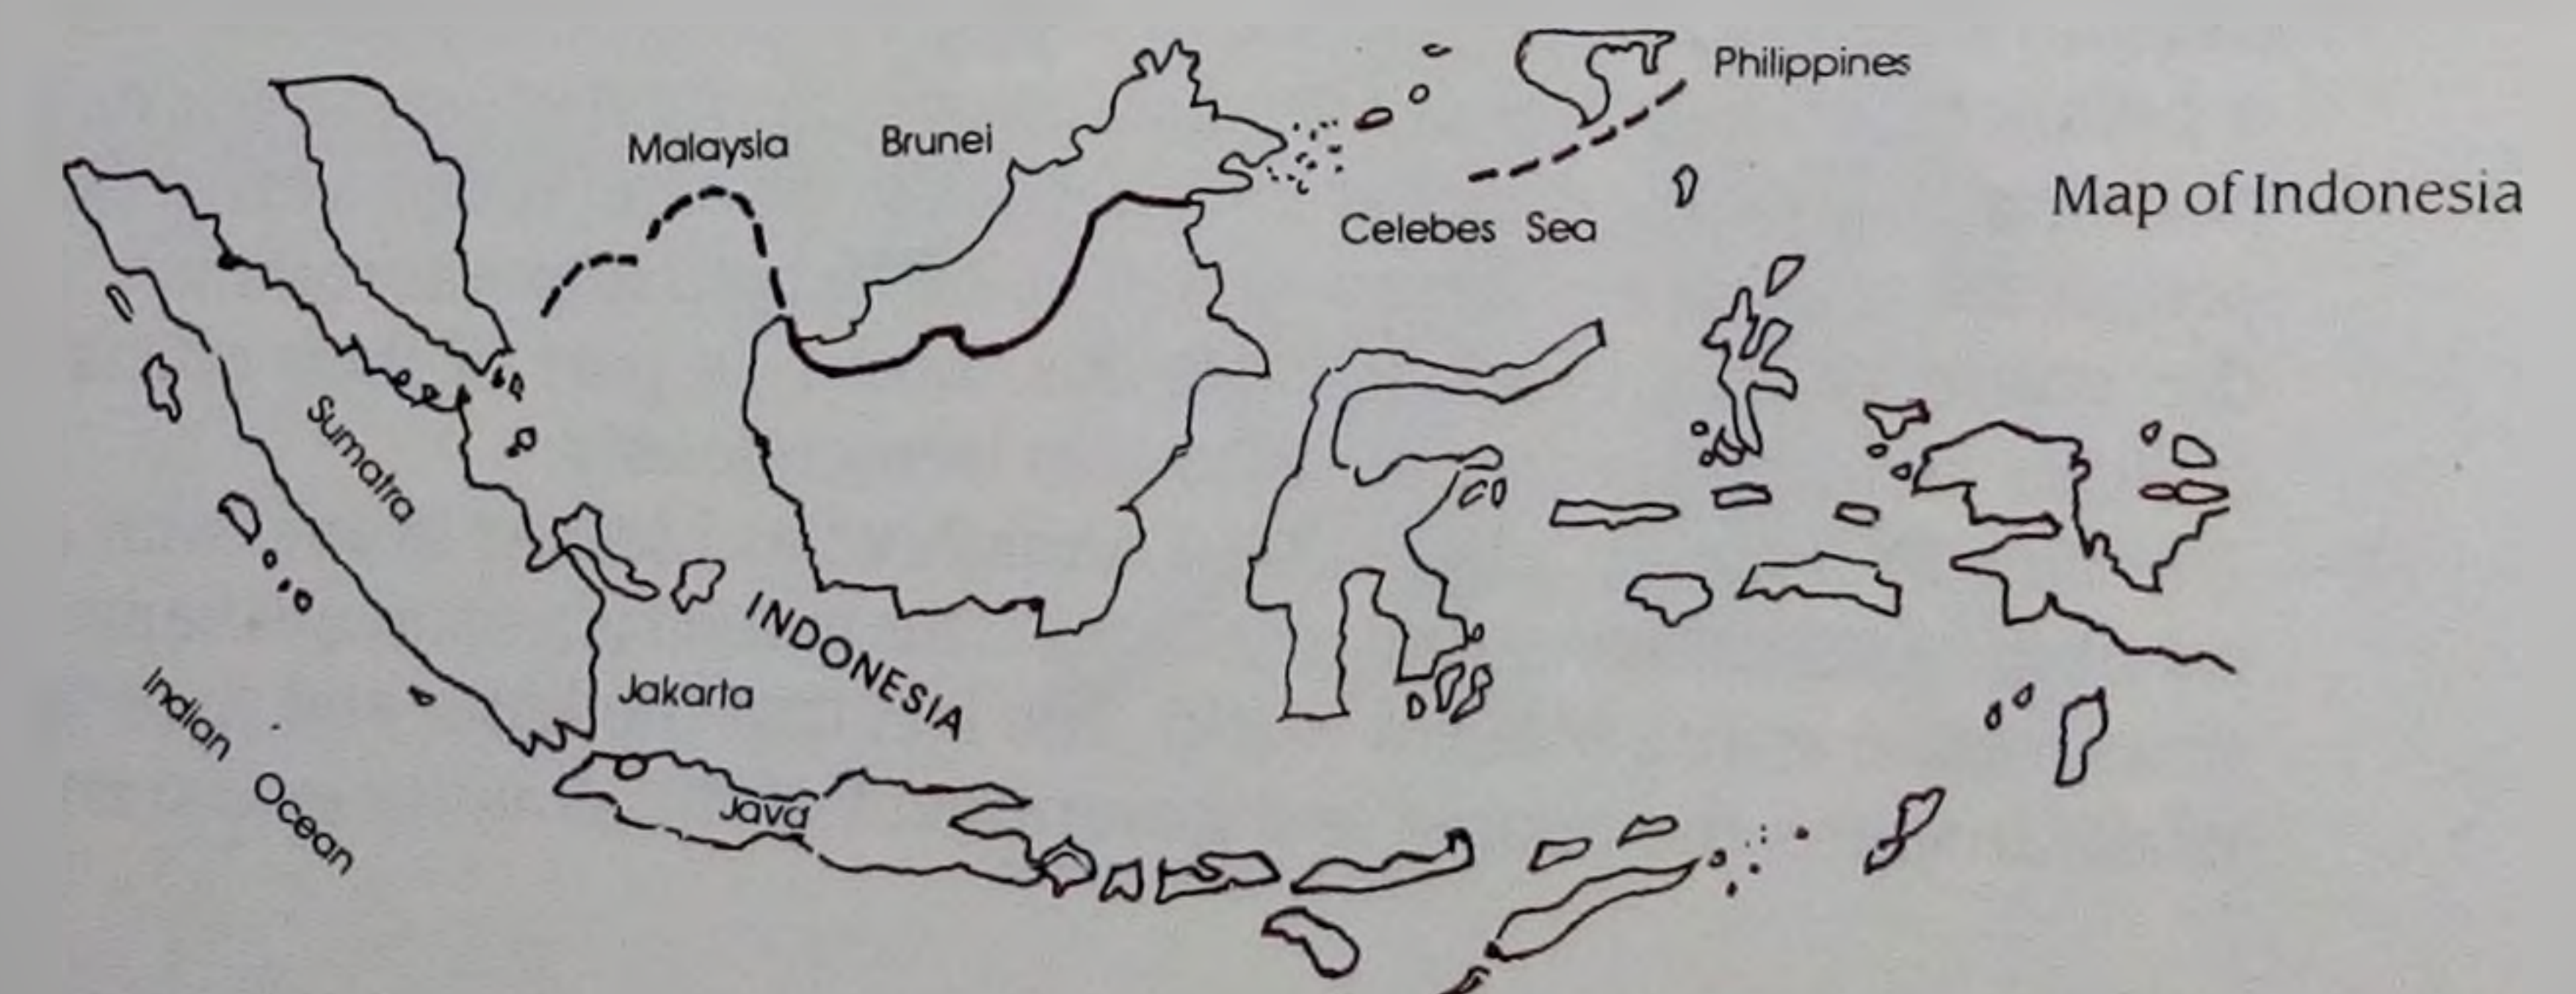 Philippines
Malaysia
Brunei
Map of Indonesia
Celebes Sea
Sumatra
INDONESIA
Jakarta
Indian Ocean
Java